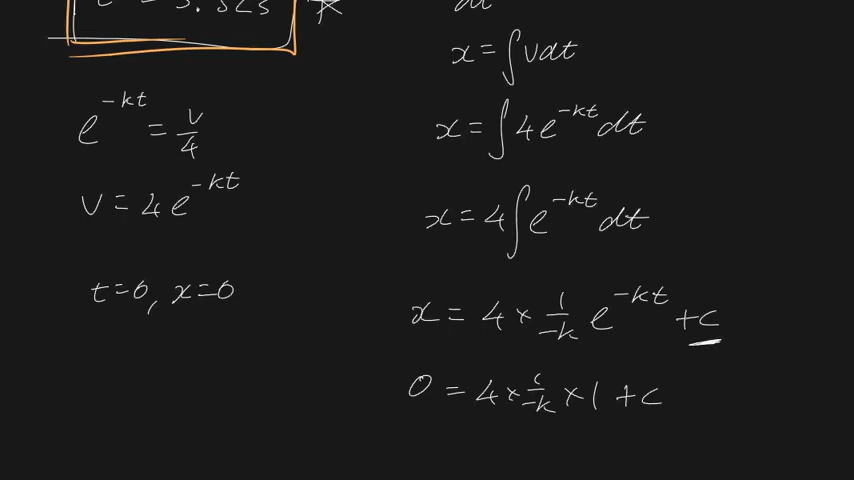 dt
x = ∫ v dt
e^{-kt} = v/4
x = ∫ 4e^{-kt} dt
v = 4e^{-kt}
x = 4 ∫ e^{-kt} dt
t=0, x=0
x = 4 × 1/-k e^{-kt} + c
0 = 4 × 1/-k × 1 + c